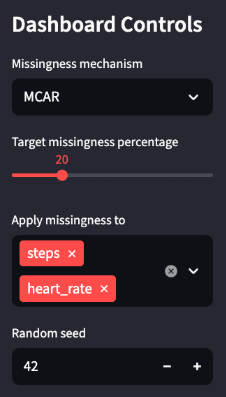 Dashboard Controls
Missingness mechanism
MCAR
Target missingness percentage
20
Apply missingness to
steps ×
heart_rate ×
Random seed
42 − +